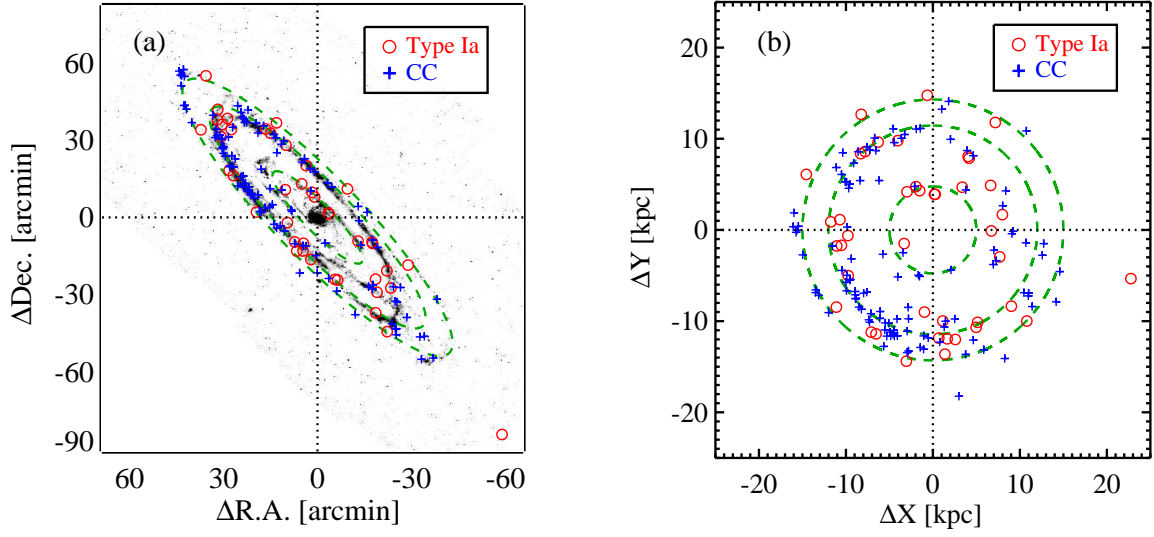 (a)
Type Ia
CC
60
30
0
-30
-60
-90
ΔDec. [arcmin]
60
30
0
-30
-60
ΔR.A. [arcmin]
(b)
Type Ia
CC
20
10
0
-10
-20
ΔY [kpc]
-20
-10
0
10
20
ΔX [kpc]